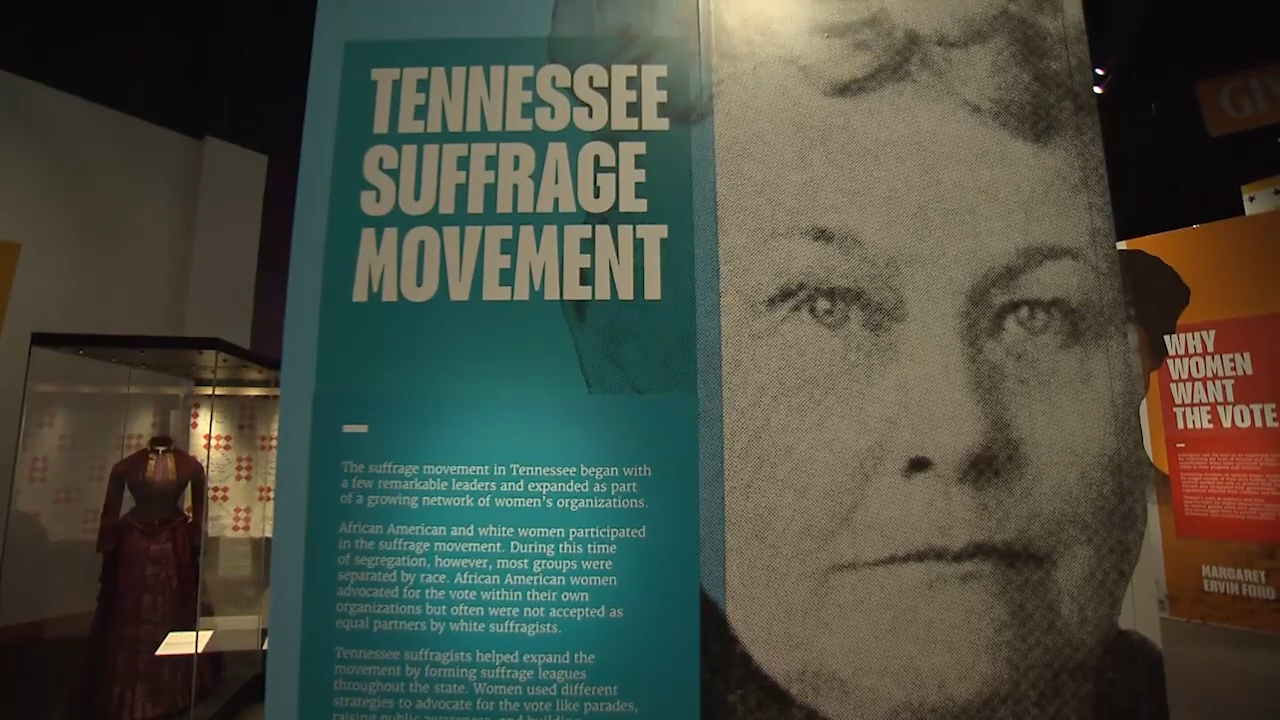 TENNESSEE
SUFFRAGE
MOVEMENT
The suffrage movement in Tennessee began with
a few remarkable leaders and expanded as part
of a growing network of women's organizations.
African American and white women participated
in the suffrage movement. During this time
of segregation, however, most groups were
separated by race. African American women
advocated for the vote within their own
organizations but often were not accepted as
equal partners by white suffragists.
Tennessee suffragists helped expand the
movement by forming suffrage leagues
throughout the state. Women used different
strategies to advocate for the vote like parades,
raising public awareness, and building
WHY
WOMEN
WANT
THE VOTE
MARGARET
ERVIN FORD